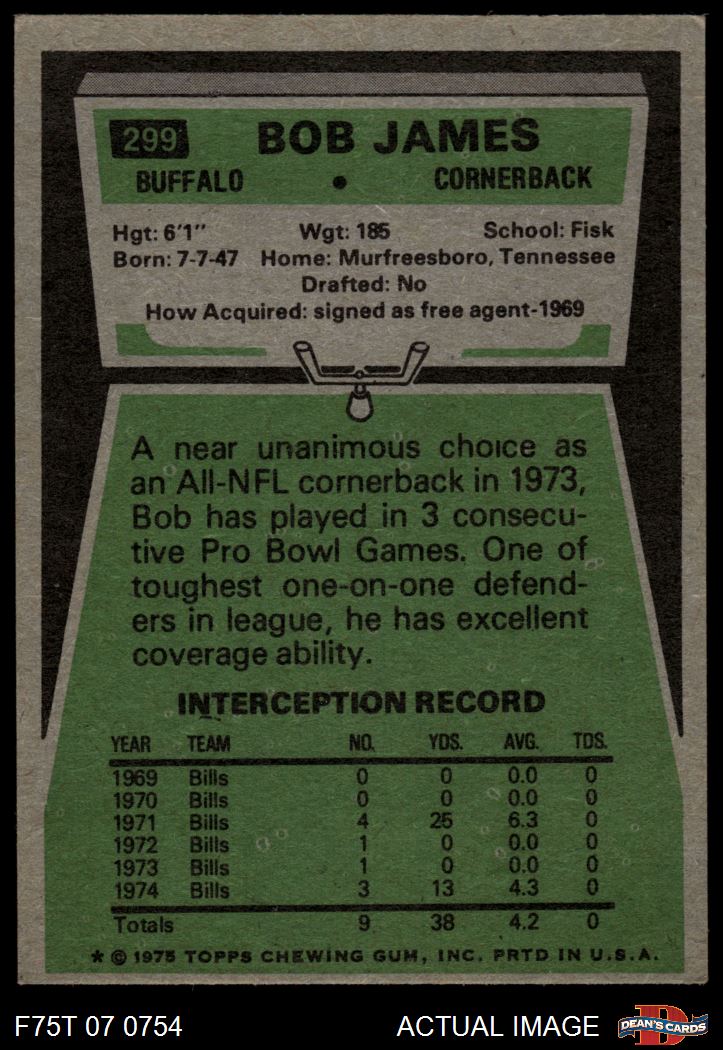 299 BOB JAMES
BUFFALO • CORNERBACK
Hgt: 6'1" Wgt: 185 School: Fisk
Born: 7-7-47 Home: Murfreesboro, Tennessee
Drafted: No
How Acquired: signed as free agent-1969
A near unanimous choice as
an All-NFL cornerback in 1973,
Bob has played in 3 consecu-
tive Pro Bowl Games. One of
toughest one-on-one defend-
ers in league, he has excellent
coverage ability.
INTERCEPTION RECORD
YEAR TEAM NO. YDS. AVG. TDS.
1969 Bills 0 0 0.0 0
1970 Bills 0 0 0.0 0
1971 Bills 4 25 6.3 0
1972 Bills 1 0 0.0 0
1973 Bills 1 0 0.0 0
1974 Bills 3 13 4.3 0
Totals 9 38 4.2 0
* © 1975 TOPPS CHEWING GUM, INC. PRTD IN U.S.A.
F75T 07 0754 ACTUAL IMAGE D DEAN'S CARDS